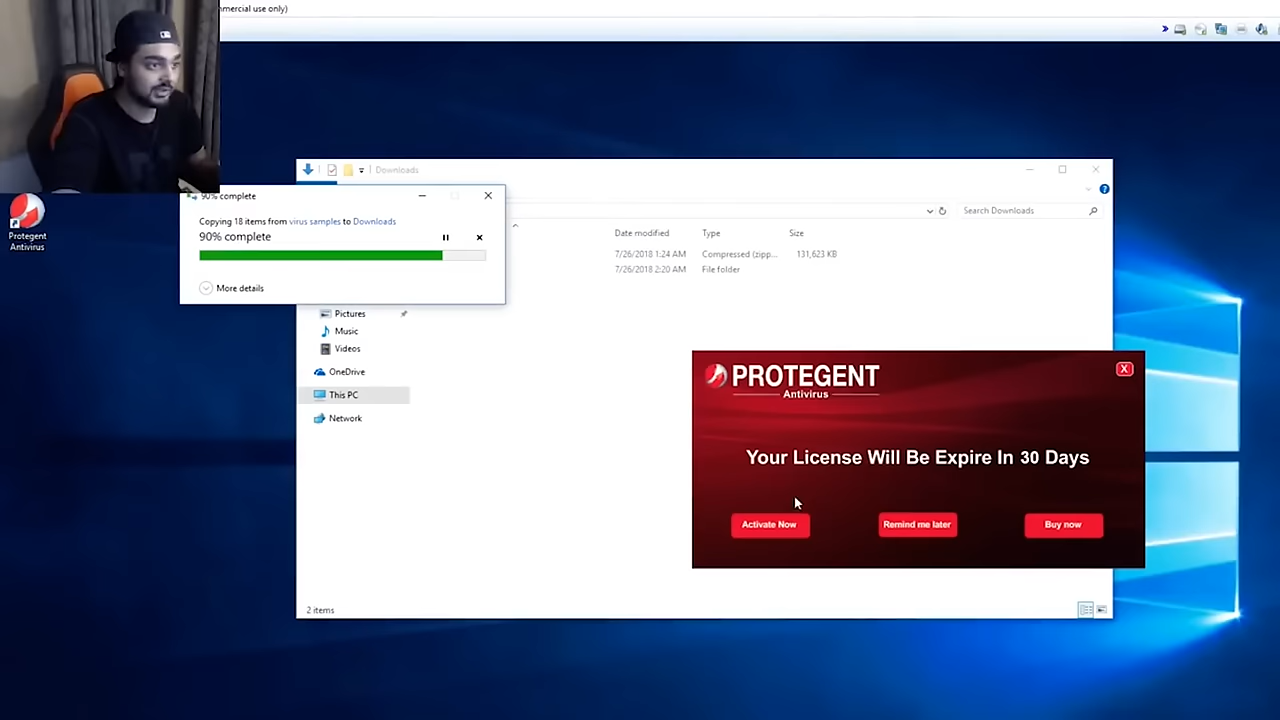 mmercial use only)
Downloads
90% complete
Copying 18 items from virus samples to Downloads
90% complete
More details
Search Downloads
Date modified
Type
Size
7/26/2018 1:24 AM
Compressed (zipp...
131,623 KB
7/26/2018 2:20 AM
File folder
Protegent
Antivirus
Pictures
Music
Videos
OneDrive
This PC
Network
2 items
PROTEGENT
Antivirus
X
Your License Will Be Expire In 30 Days
Activate Now
Remind me later
Buy now